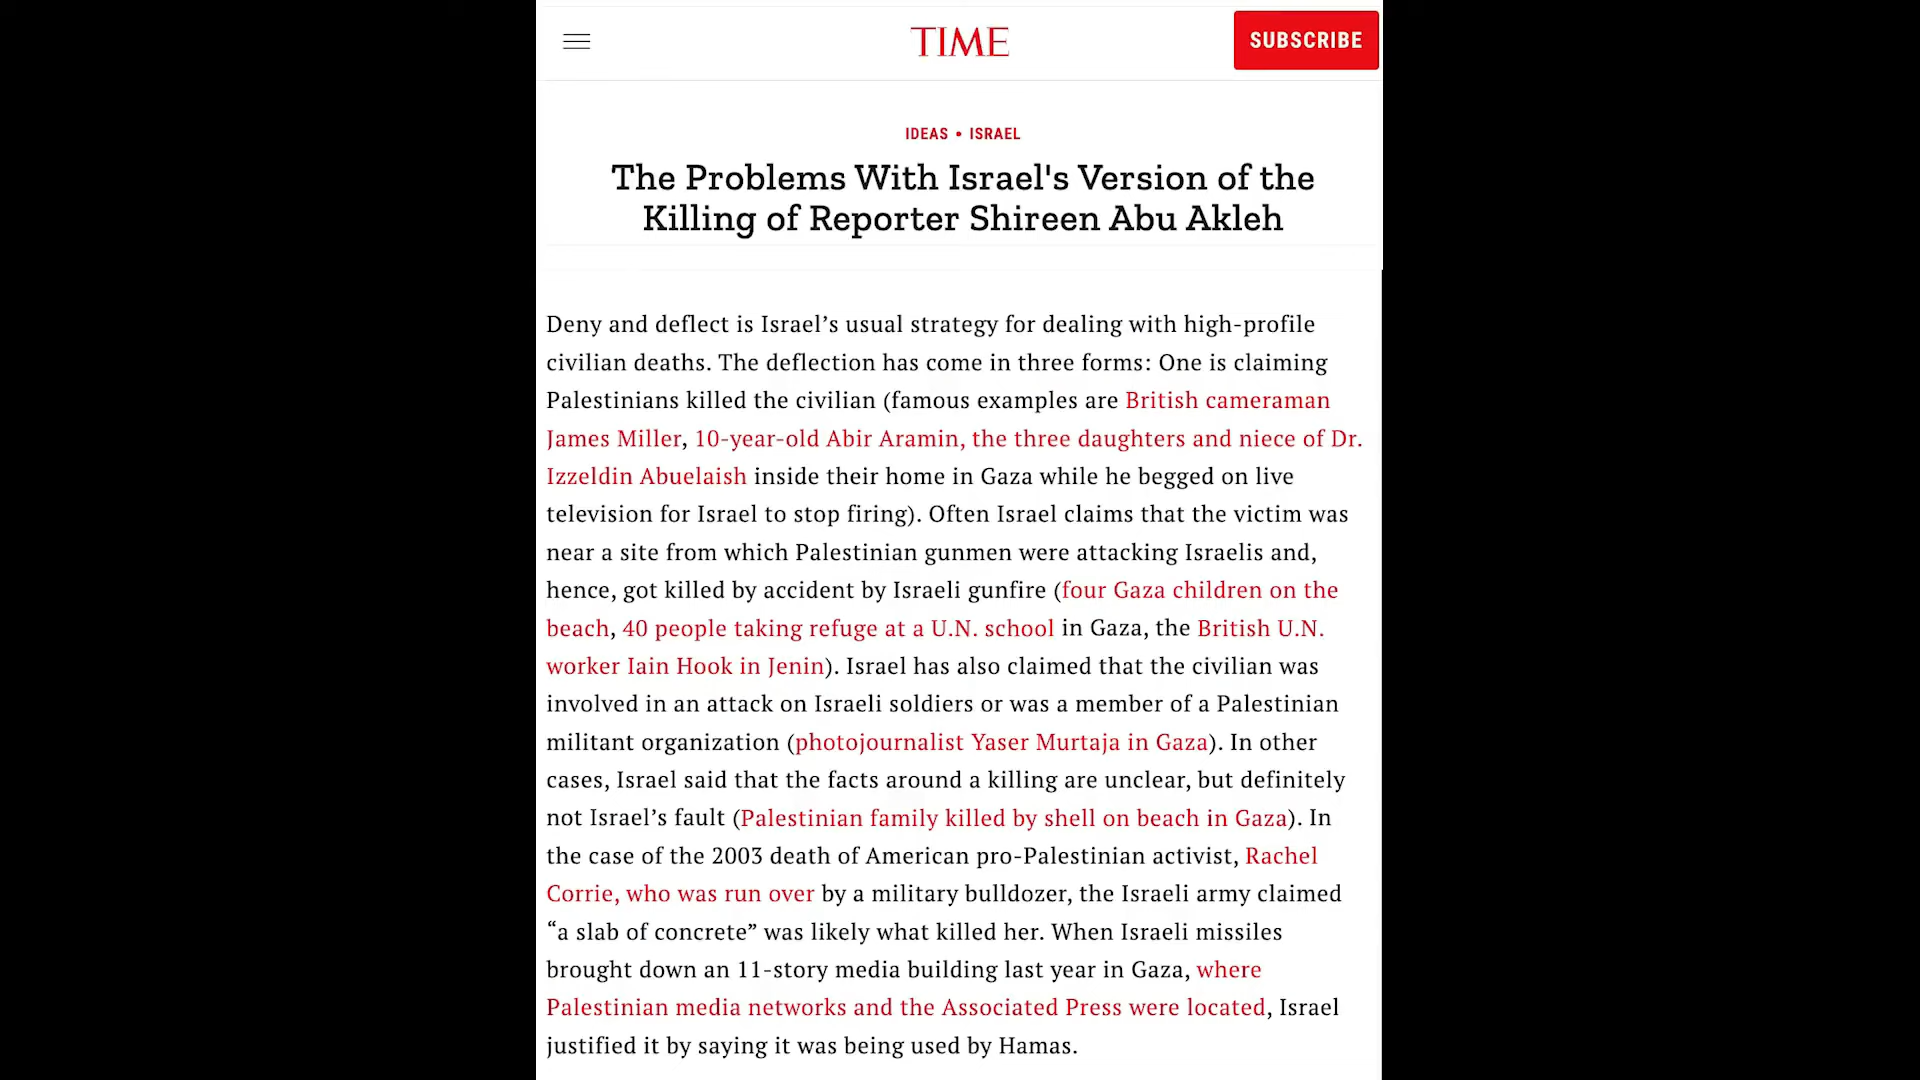 TIME
SUBSCRIBE
IDEAS • ISRAEL
The Problems With Israel's Version of the
Killing of Reporter Shireen Abu Akleh
Deny and deflect is Israel’s usual strategy for dealing with high-profile
civilian deaths. The deflection has come in three forms: One is claiming
Palestinians killed the civilian (famous examples are British cameraman
James Miller, 10-year-old Abir Aramin, the three daughters and niece of Dr.
Izzeldin Abuelaish inside their home in Gaza while he begged on live
television for Israel to stop firing). Often Israel claims that the victim was
near a site from which Palestinian gunmen were attacking Israelis and,
hence, got killed by accident by Israeli gunfire (four Gaza children on the
beach, 40 people taking refuge at a U.N. school in Gaza, the British U.N.
worker Iain Hook in Jenin). Israel has also claimed that the civilian was
involved in an attack on Israeli soldiers or was a member of a Palestinian
militant organization (photojournalist Yaser Murtaja in Gaza). In other
cases, Israel said that the facts around a killing are unclear, but definitely
not Israel’s fault (Palestinian family killed by shell on beach in Gaza). In
the case of the 2003 death of American pro-Palestinian activist, Rachel
Corrie, who was run over by a military bulldozer, the Israeli army claimed
“a slab of concrete” was likely what killed her. When Israeli missiles
brought down an 11-story media building last year in Gaza, where
Palestinian media networks and the Associated Press were located, Israel
justified it by saying it was being used by Hamas.